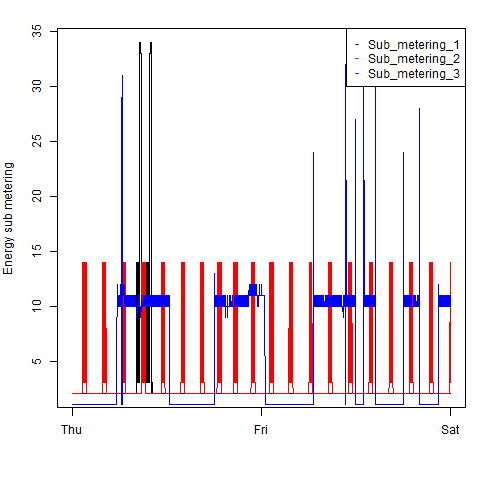 Sub_metering_1
Sub_metering_2
Sub_metering_3
Energy sub metering
35
30
25
20
15
10
5
Thu Fri Sat